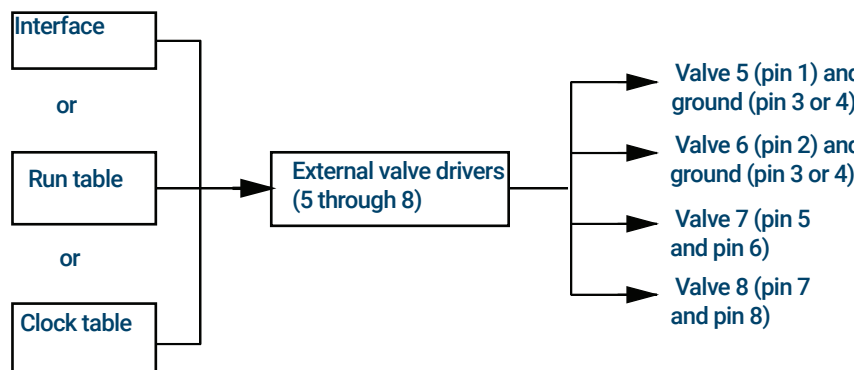 Interface
or
Run table
or
Clock table
External valve drivers
(5 through 8)
Valve 5 (pin 1) and
ground (pin 3 or 4)
Valve 6 (pin 2) and
ground (pin 3 or 4)
Valve 7 (pin 5
and pin 6)
Valve 8 (pin 7
and pin 8)